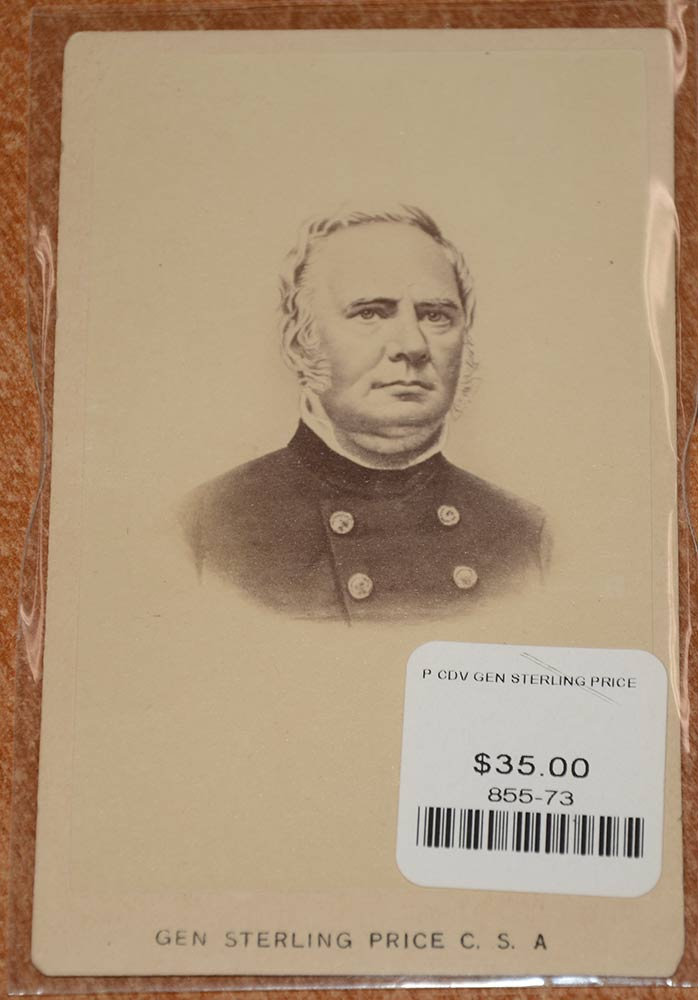 P CDV GEN STERLING PRICE
$35.00
855-73
GEN STERLING PRICE C. S. A